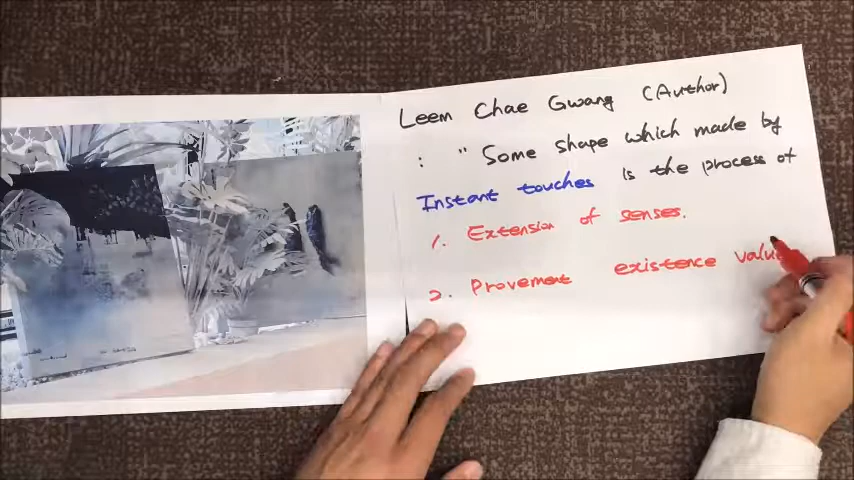 Leem Chae Gwang (Author)
: " Some shape which made by
Instant touches is the process of
1. Extension of senses.
2. Provement existence value